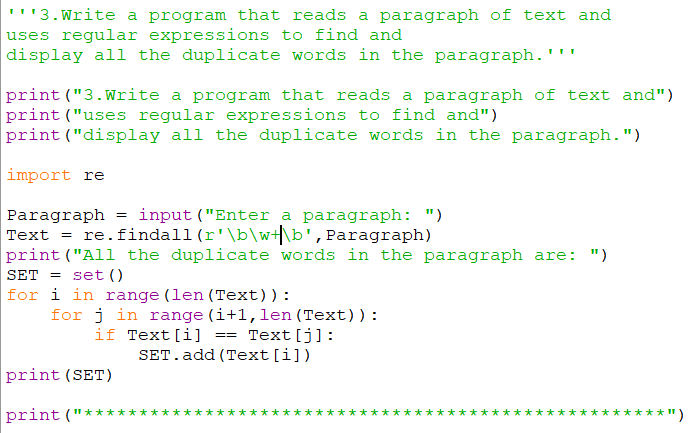 '''3.Write a program that reads a paragraph of text and
uses regular expressions to find and
display all the duplicate words in the paragraph.'''

print("3.Write a program that reads a paragraph of text and")
print("uses regular expressions to find and")
print("display all the duplicate words in the paragraph.")

import re

Paragraph = input("Enter a paragraph: ")
Text = re.findall(r'\b\w+\b',Paragraph)
print("All the duplicate words in the paragraph are: ")
SET = set()
for i in range(len(Text)):
    for j in range(i+1,len(Text)):
        if Text[i] == Text[j]:
            SET.add(Text[i])
print(SET)

print("*****************************************************")